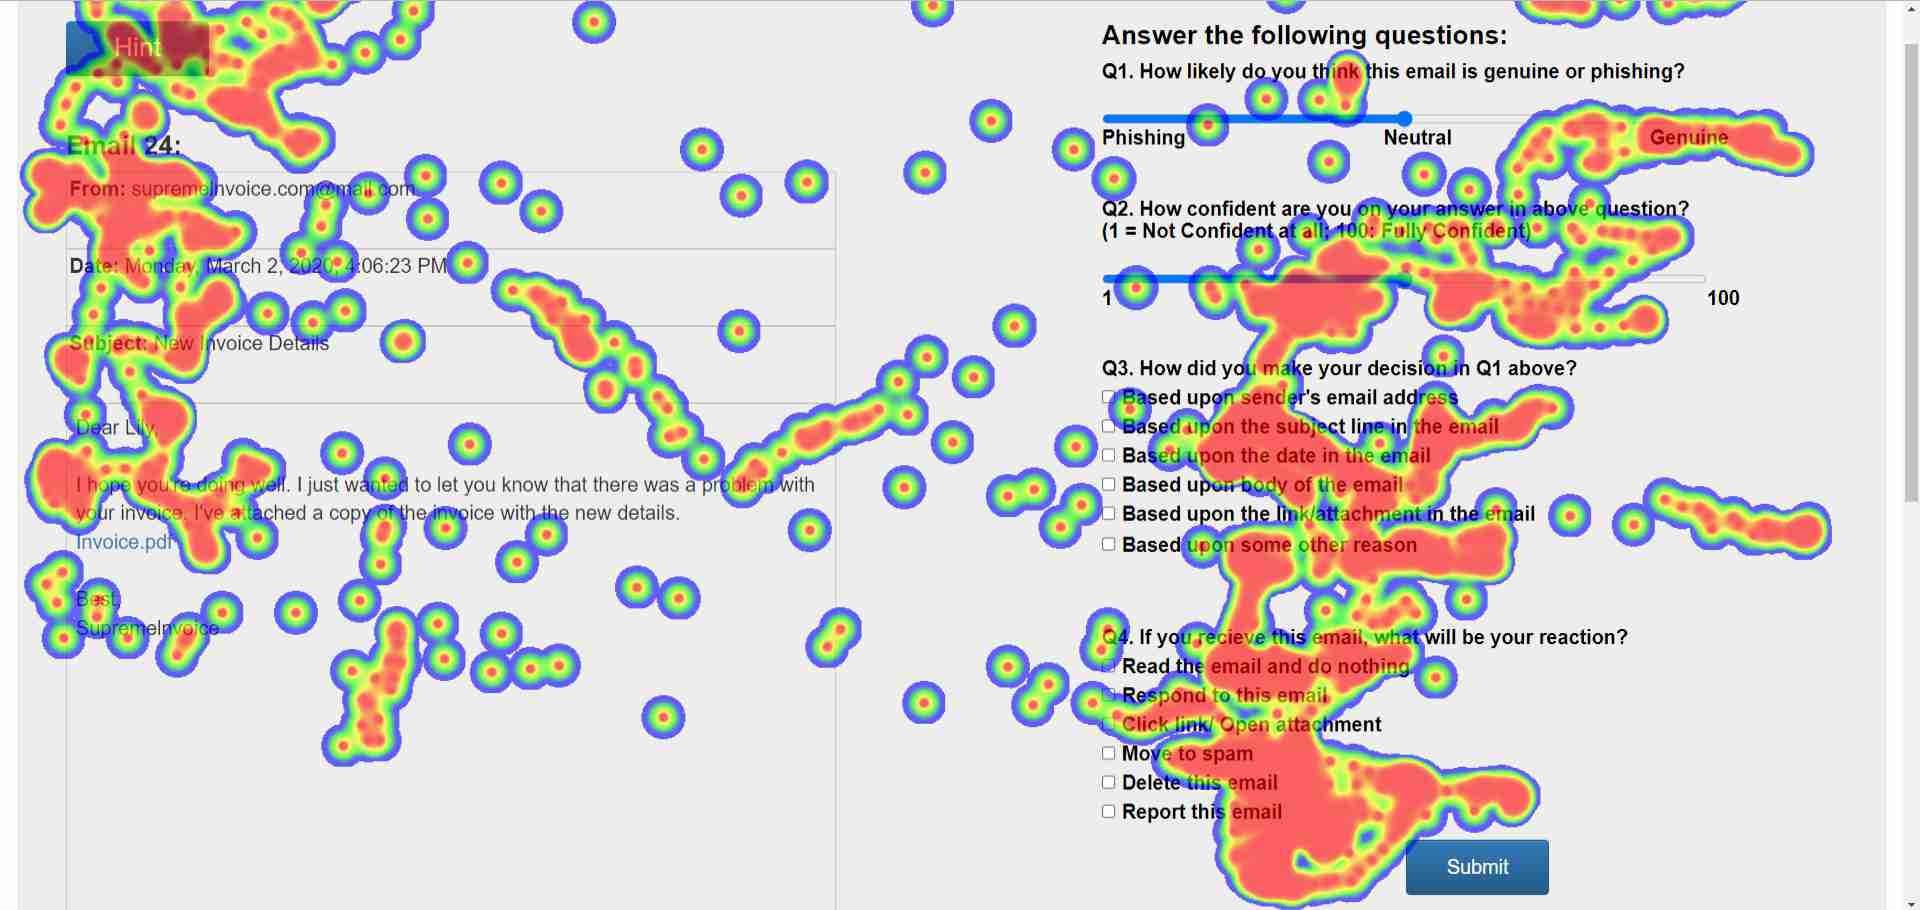 Hint
Email 24:
From: supremeInvoice.com@mail.com
Date: Monday, March 2, 2020, 4:06:23 PM
Subject: New Invoice Details
Dear Lily,
I hope you're doing well. I just wanted to let you know that there was a problem with
your invoice. I've attached a copy of the invoice with the new details.
Invoice.pdf
Best,
SupremeInvoice
Answer the following questions:
Q1. How likely do you think this email is genuine or phishing?
Phishing Neutral Genuine
Q2. How confident are you on your answer in above question?
(1 = Not Confident at all; 100: Fully Confident)
1 100
Q3. How did you make your decision in Q1 above?
Based upon sender's email address
Based upon the subject line in the email
Based upon the date in the email
Based upon body of the email
Based upon the link/attachment in the email
Based upon some other reason
Q4. If you recieve this email, what will be your reaction?
Read the email and do nothing
Respond to this email
Click link/ Open attachment
Move to spam
Delete this email
Report this email
Submit